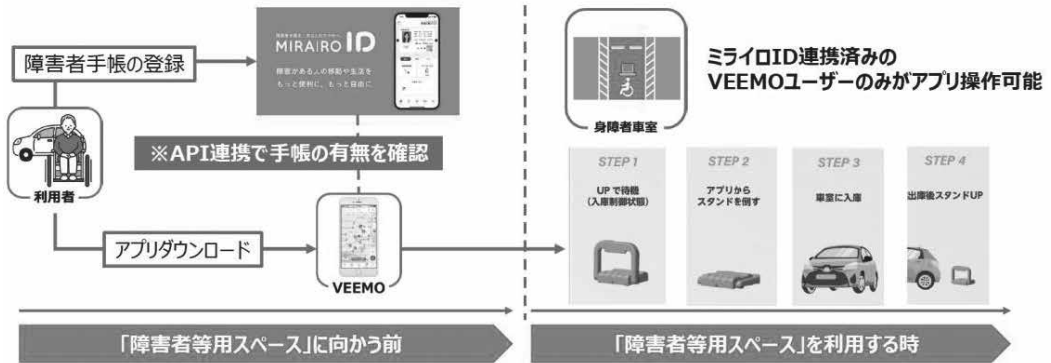 障害者手帳の登録
MIRAIRO ID
障害がある人の移動や生活を
もっと便利に、もっと自由に
利用者
※API連携で手帳の有無を確認
アプリダウンロード
VEEMO
「障害者等用スペース」に向かう前
身障者車室
ミライロID連携済みの
VEEMOユーザーのみがアプリ操作可能
STEP 1
UPで待機
(入庫制御状態)
STEP 2
アプリから
スタンドを倒す
STEP 3
車室に入庫
STEP 4
出庫後スタンドUP
「障害者等用スペース」を利用する時